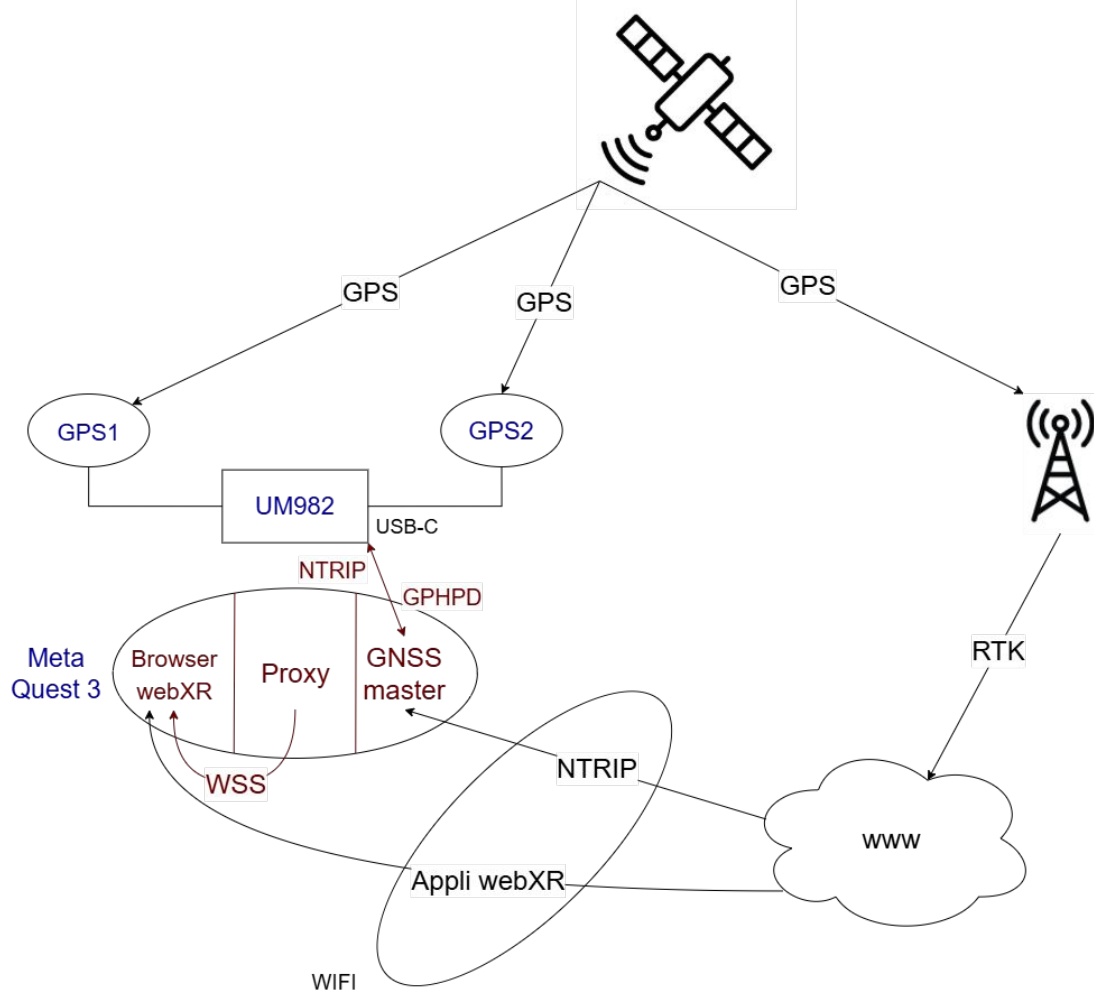 GPS
GPS
GPS
GPS1
GPS2
UM982
USB-C
NTRIP
GPHPD
Meta
Quest 3
Browser
webXR
Proxy
GNSS
master
RTK
WSS
NTRIP
www
Appli webXR
WIFI